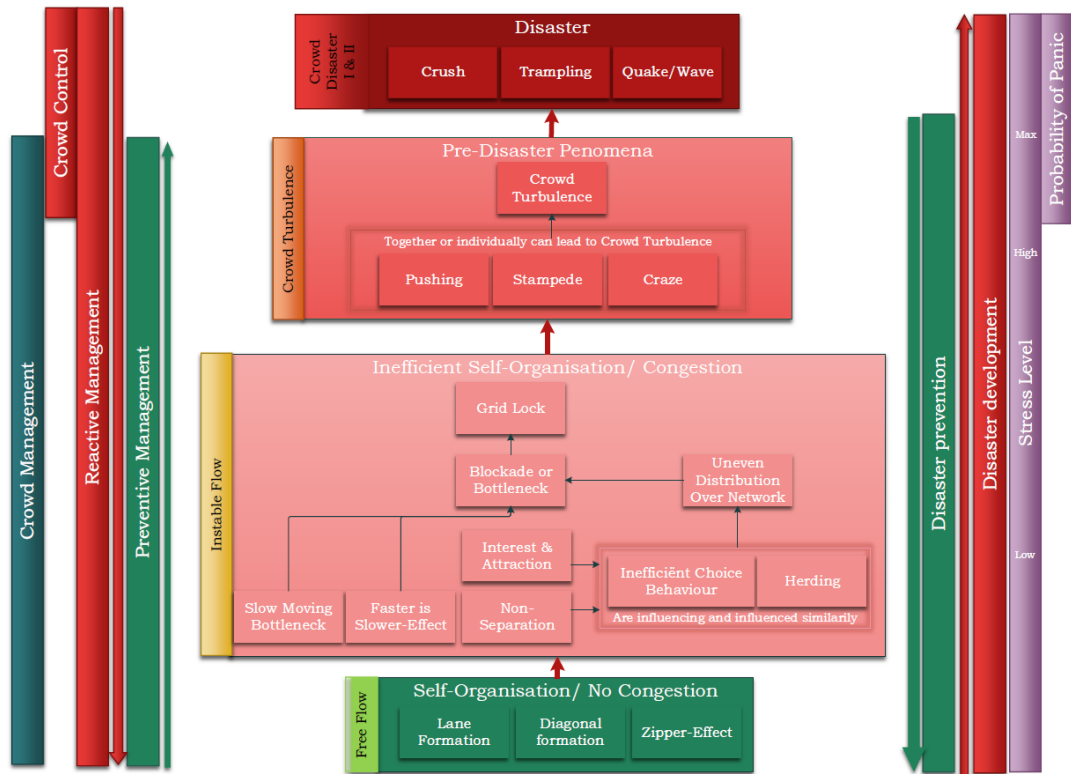 Crowd Management
Crowd Control
Reactive Management
Preventive Management
Crowd
Disaster
I & II
Disaster
Crush
Trampling
Quake/Wave
Crowd Turbulence
Pre-Disaster Penomena
Crowd
Turbulence
Together or individually can lead to Crowd Turbulence
Pushing
Stampede
Craze
Instable Flow
Inefficient Self-Organisation/ Congestion
Grid Lock
Blockade or
Bottleneck
Uneven
Distribution
Over Network
Interest &
Attraction
Inefficiënt Choice
Behaviour
Herding
Slow Moving
Bottleneck
Faster is
Slower-Effect
Non-
Separation
Are influencing and influenced similarily
Free Flow
Self-Organisation/ No Congestion
Lane
Formation
Diagonal
formation
Zipper-Effect
Disaster prevention
Disaster development
Max
High
Low
Stress Level
Probability of Panic